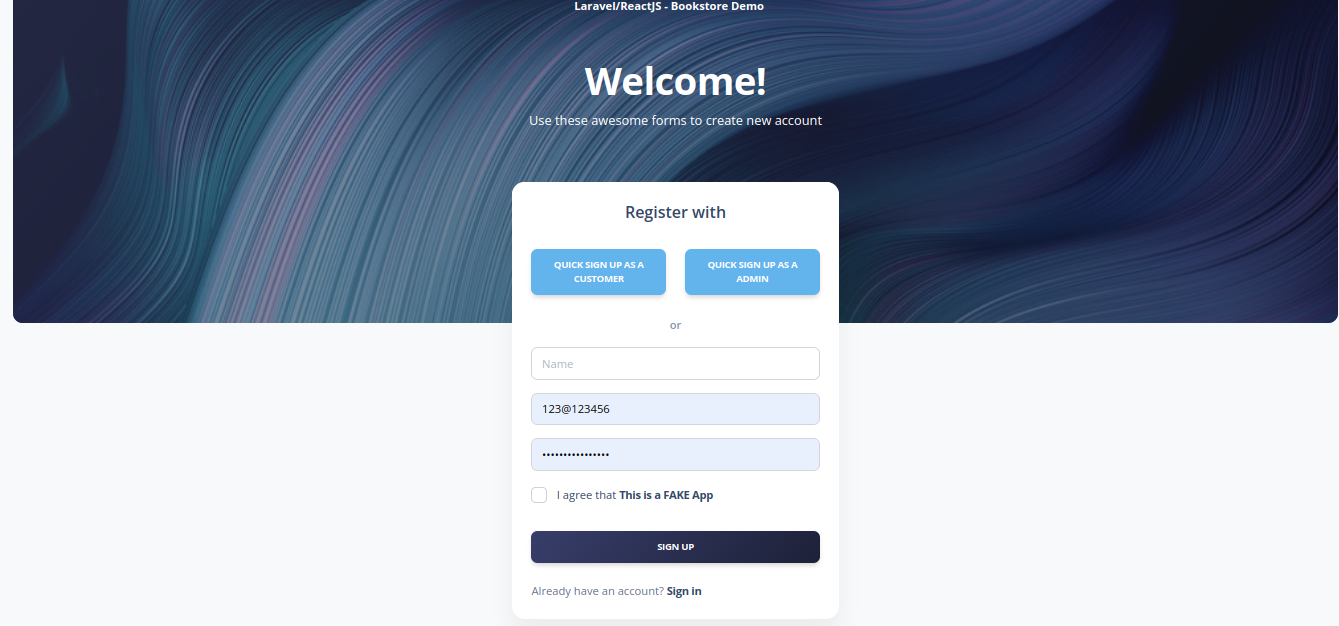 Laravel/ReactJS - Bookstore Demo
Welcome!
Use these awesome forms to create new account
Register with
QUICK SIGN UP AS A
CUSTOMER
QUICK SIGN UP AS A
ADMIN
or
Name
123@123456
••••••••••••••••
I agree that This is a FAKE App
SIGN UP
Already have an account? Sign in